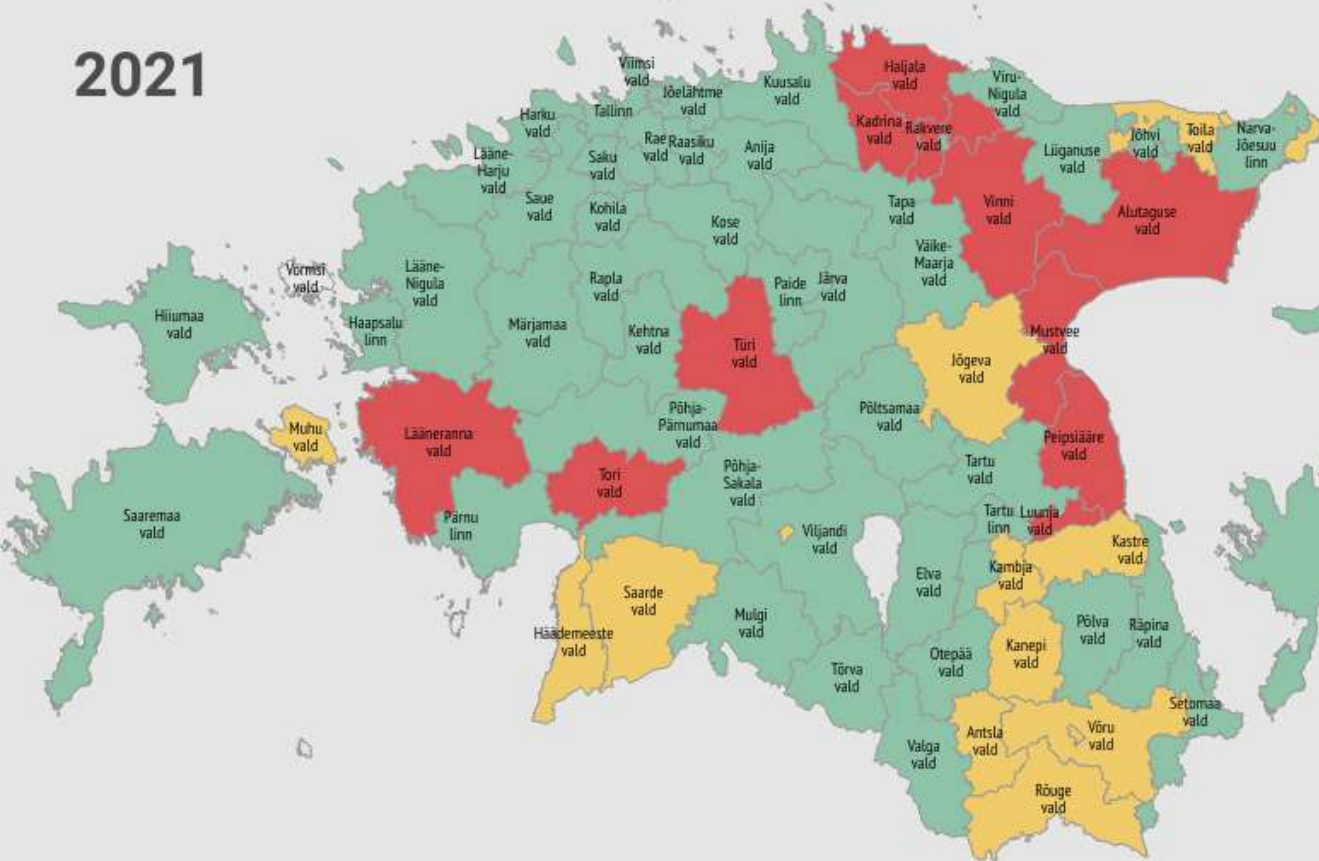 2021
Viimsi
vald
Kuusalu
vald
Haljala
vald
Viru-
Nigula
vald
Jõelähtme
vald
Tallinn
Harku
vald
Kadrina
vald
Rakvere
vald
Jõhvi
vald
Toila
vald
Narva-
Jõesuu
linn
Rae
vald
Raasiku
vald
Anija
vald
Lüganuse
vald
Lääne-
Harju
vald
Saku
vald
Saue
vald
Kohila
vald
Kose
vald
Tapa
vald
Vinni
vald
Alutaguse
vald
Väike-
Maarja
vald
Vormsi
vald
Lääne-
Nigula
vald
Rapla
vald
Paide
linn
Järva
vald
Hiiumaa
vald
Haapsalu
linn
Märjamaa
vald
Kehtna
vald
Türi
vald
Mustvee
vald
Jõgeva
vald
Põhja-
Pärnumaa
vald
Põltsamaa
vald
Muhu
vald
Lääneranna
vald
Peipsiääre
vald
Tori
vald
Põhja-
Sakala
vald
Tartu
vald
Saaremaa
vald
Pärnu
linn
Viljandi
vald
Tartu
linn
Luunja
vald
Kastre
vald
Elva
vald
Kambja
vald
Saarde
vald
Mulgi
vald
Põlva
vald
Räpina
vald
Häädemeeste
vald
Kanepi
vald
Otepää
vald
Tõrva
vald
Setomaa
vald
Antsla
vald
Võru
vald
Valga
vald
Rõuge
vald